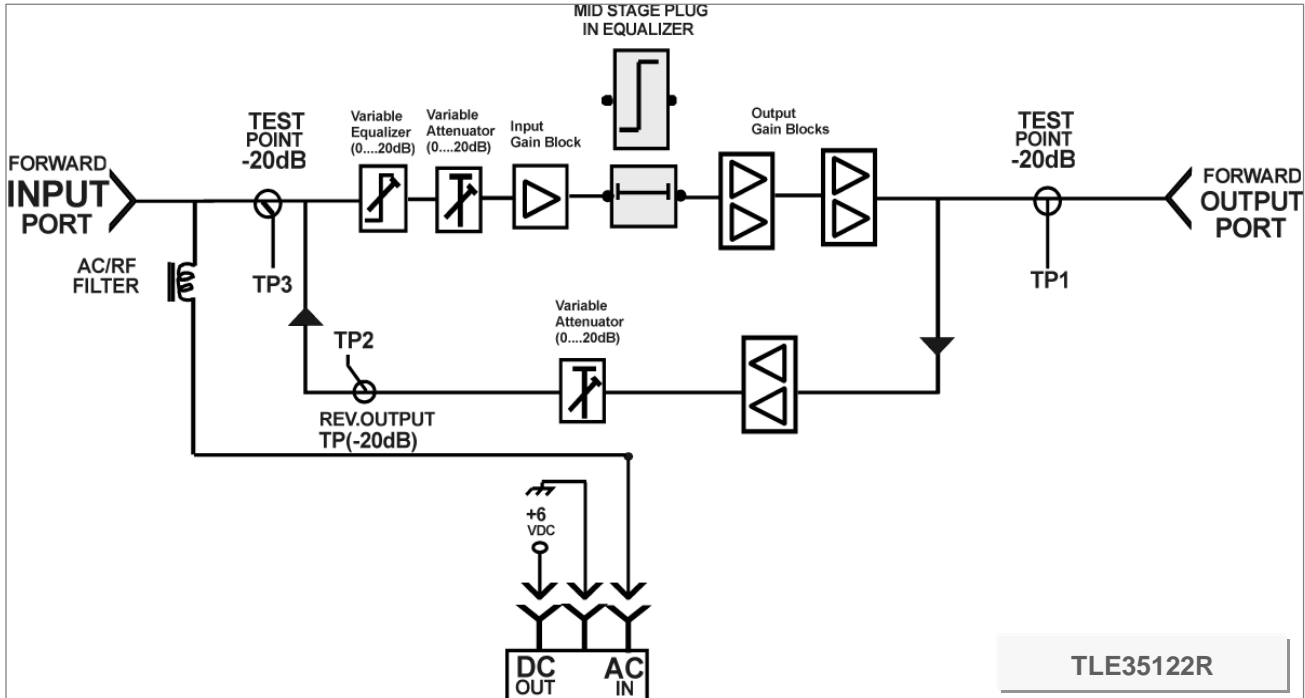 MID STAGE PLUG
IN EQUALIZER
TEST
POINT
-20dB
Variable
Equalizer
(0....20dB)
Variable
Attenuator
(0....20dB)
Input
Gain Block
Output
Gain Blocks
TEST
POINT
-20dB
FORWARD
INPUT
PORT
FORWARD
OUTPUT
PORT
AC/RF
FILTER
TP3
TP1
Variable
Attenuator
(0....20dB)
TP2
REV.OUTPUT
TP(-20dB)
+6
VDC
DC
OUT
AC
IN
TLE35122R